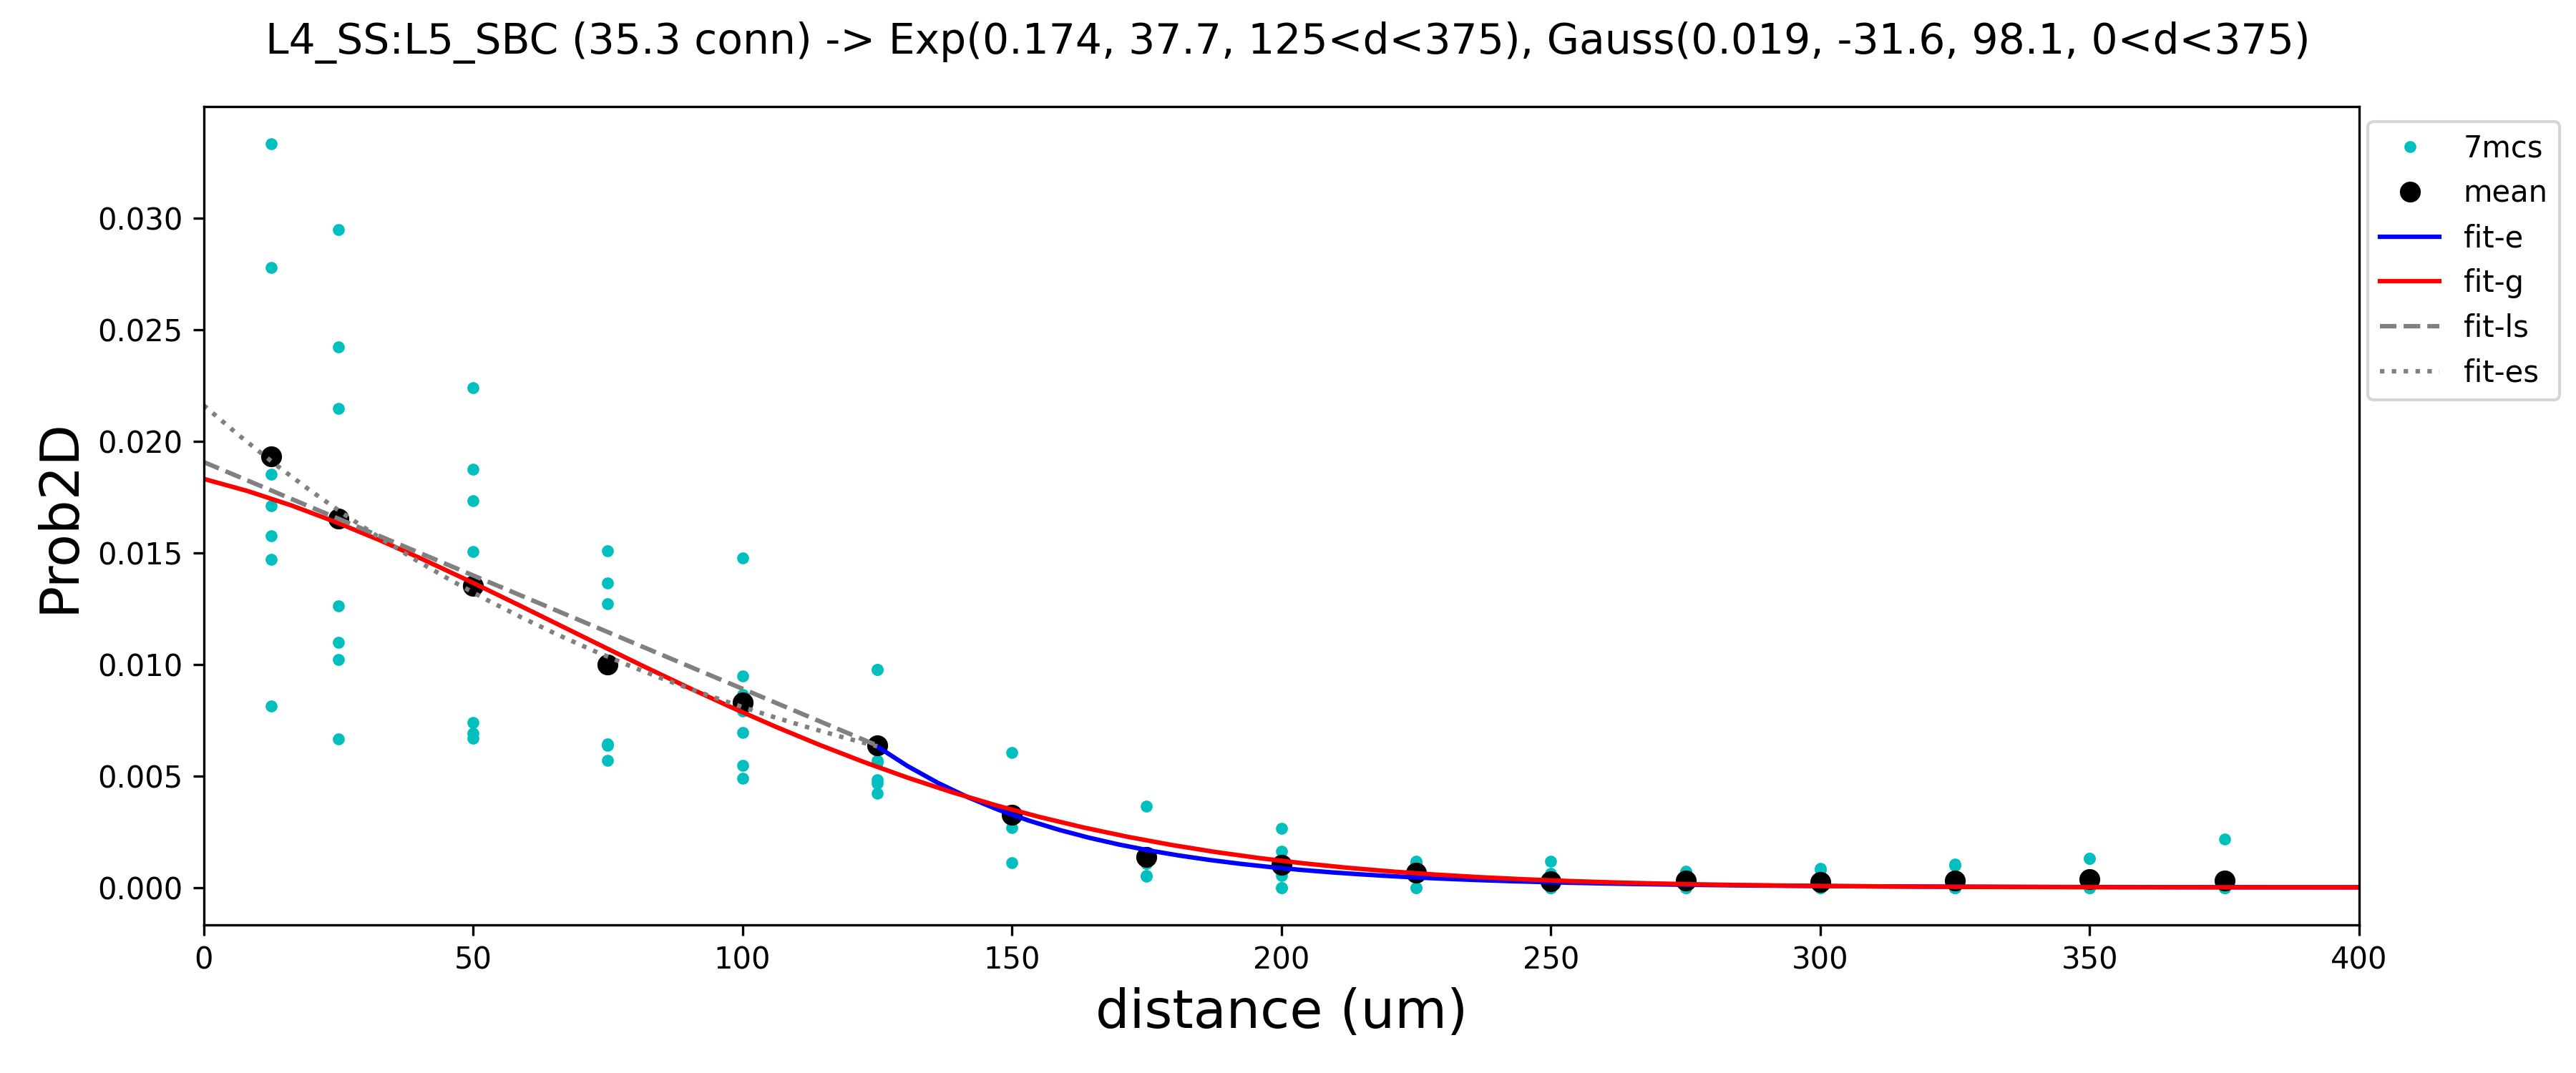 L4_SS:L5_SBC (35.3 conn) -> Exp(0.174, 37.7, 125<d<375), Gauss(0.019, -31.6, 98.1, 0<d<375)
7mcs
mean
fit-e
fit-g
fit-ls
fit-es
0.030
0.025
0.020
0.015
0.010
0.005
0.000
Prob2D
0 50 100 150 200 250 300 350 400
distance (um)